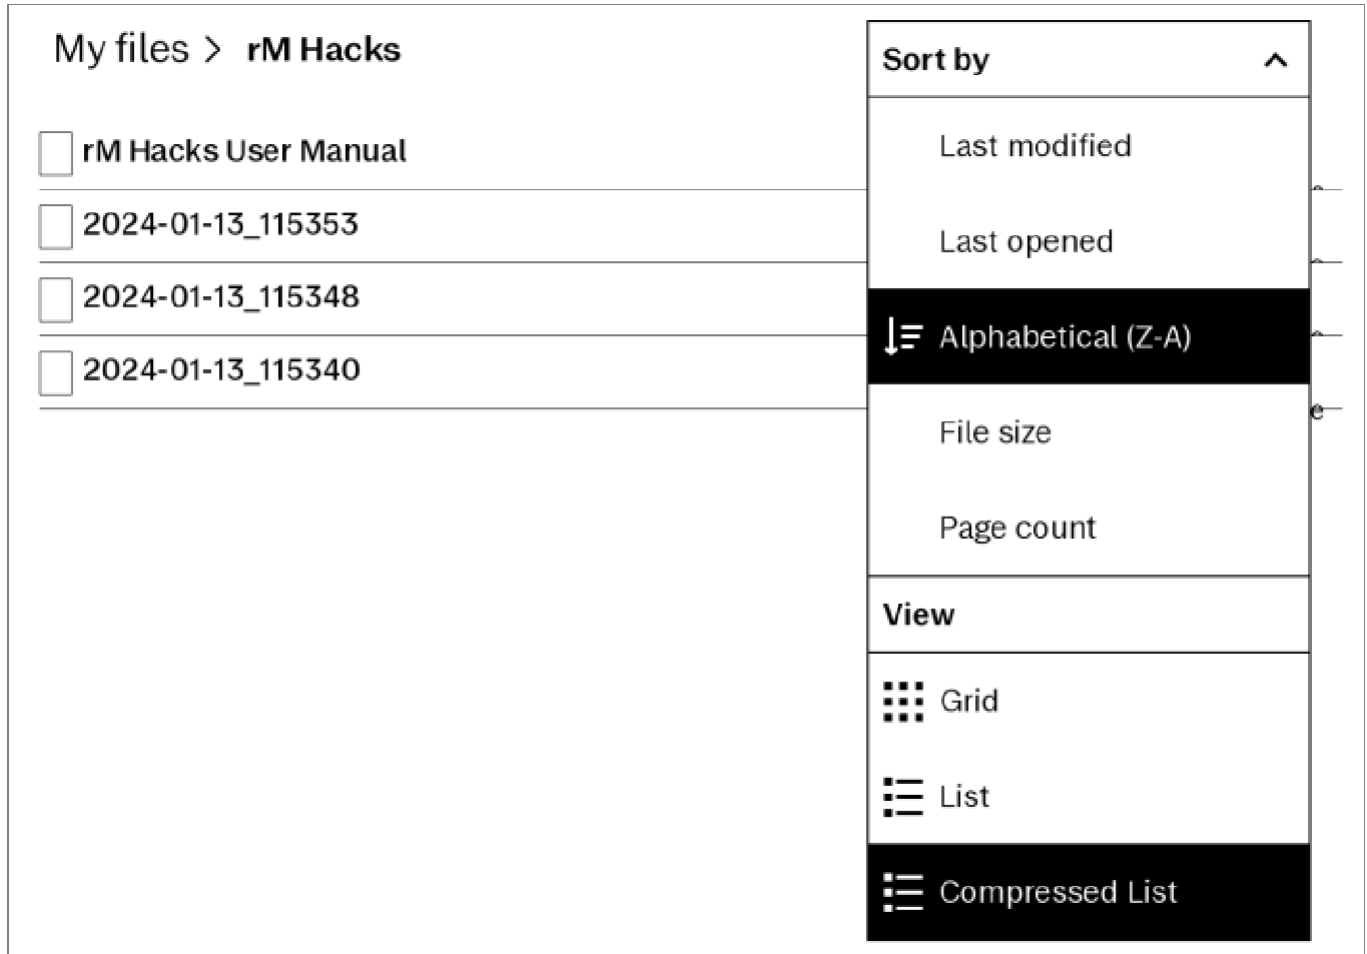 My files > rM Hacks
rM Hacks User Manual
2024-01-13_115353
2024-01-13_115348
2024-01-13_115340
Sort by
Last modified
Last opened
Alphabetical (Z-A)
File size
Page count
View
Grid
List
Compressed List